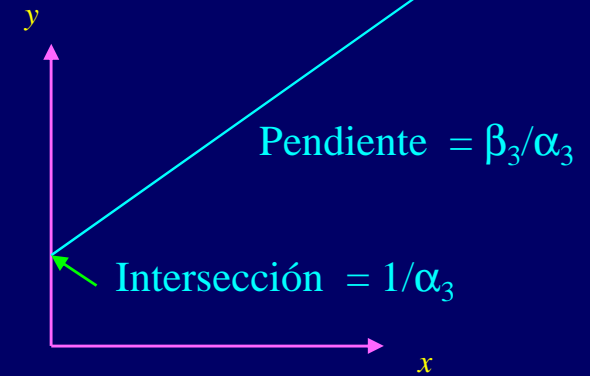 y
Pendiente = β₃/α₃
Intersección = 1/α₃
x